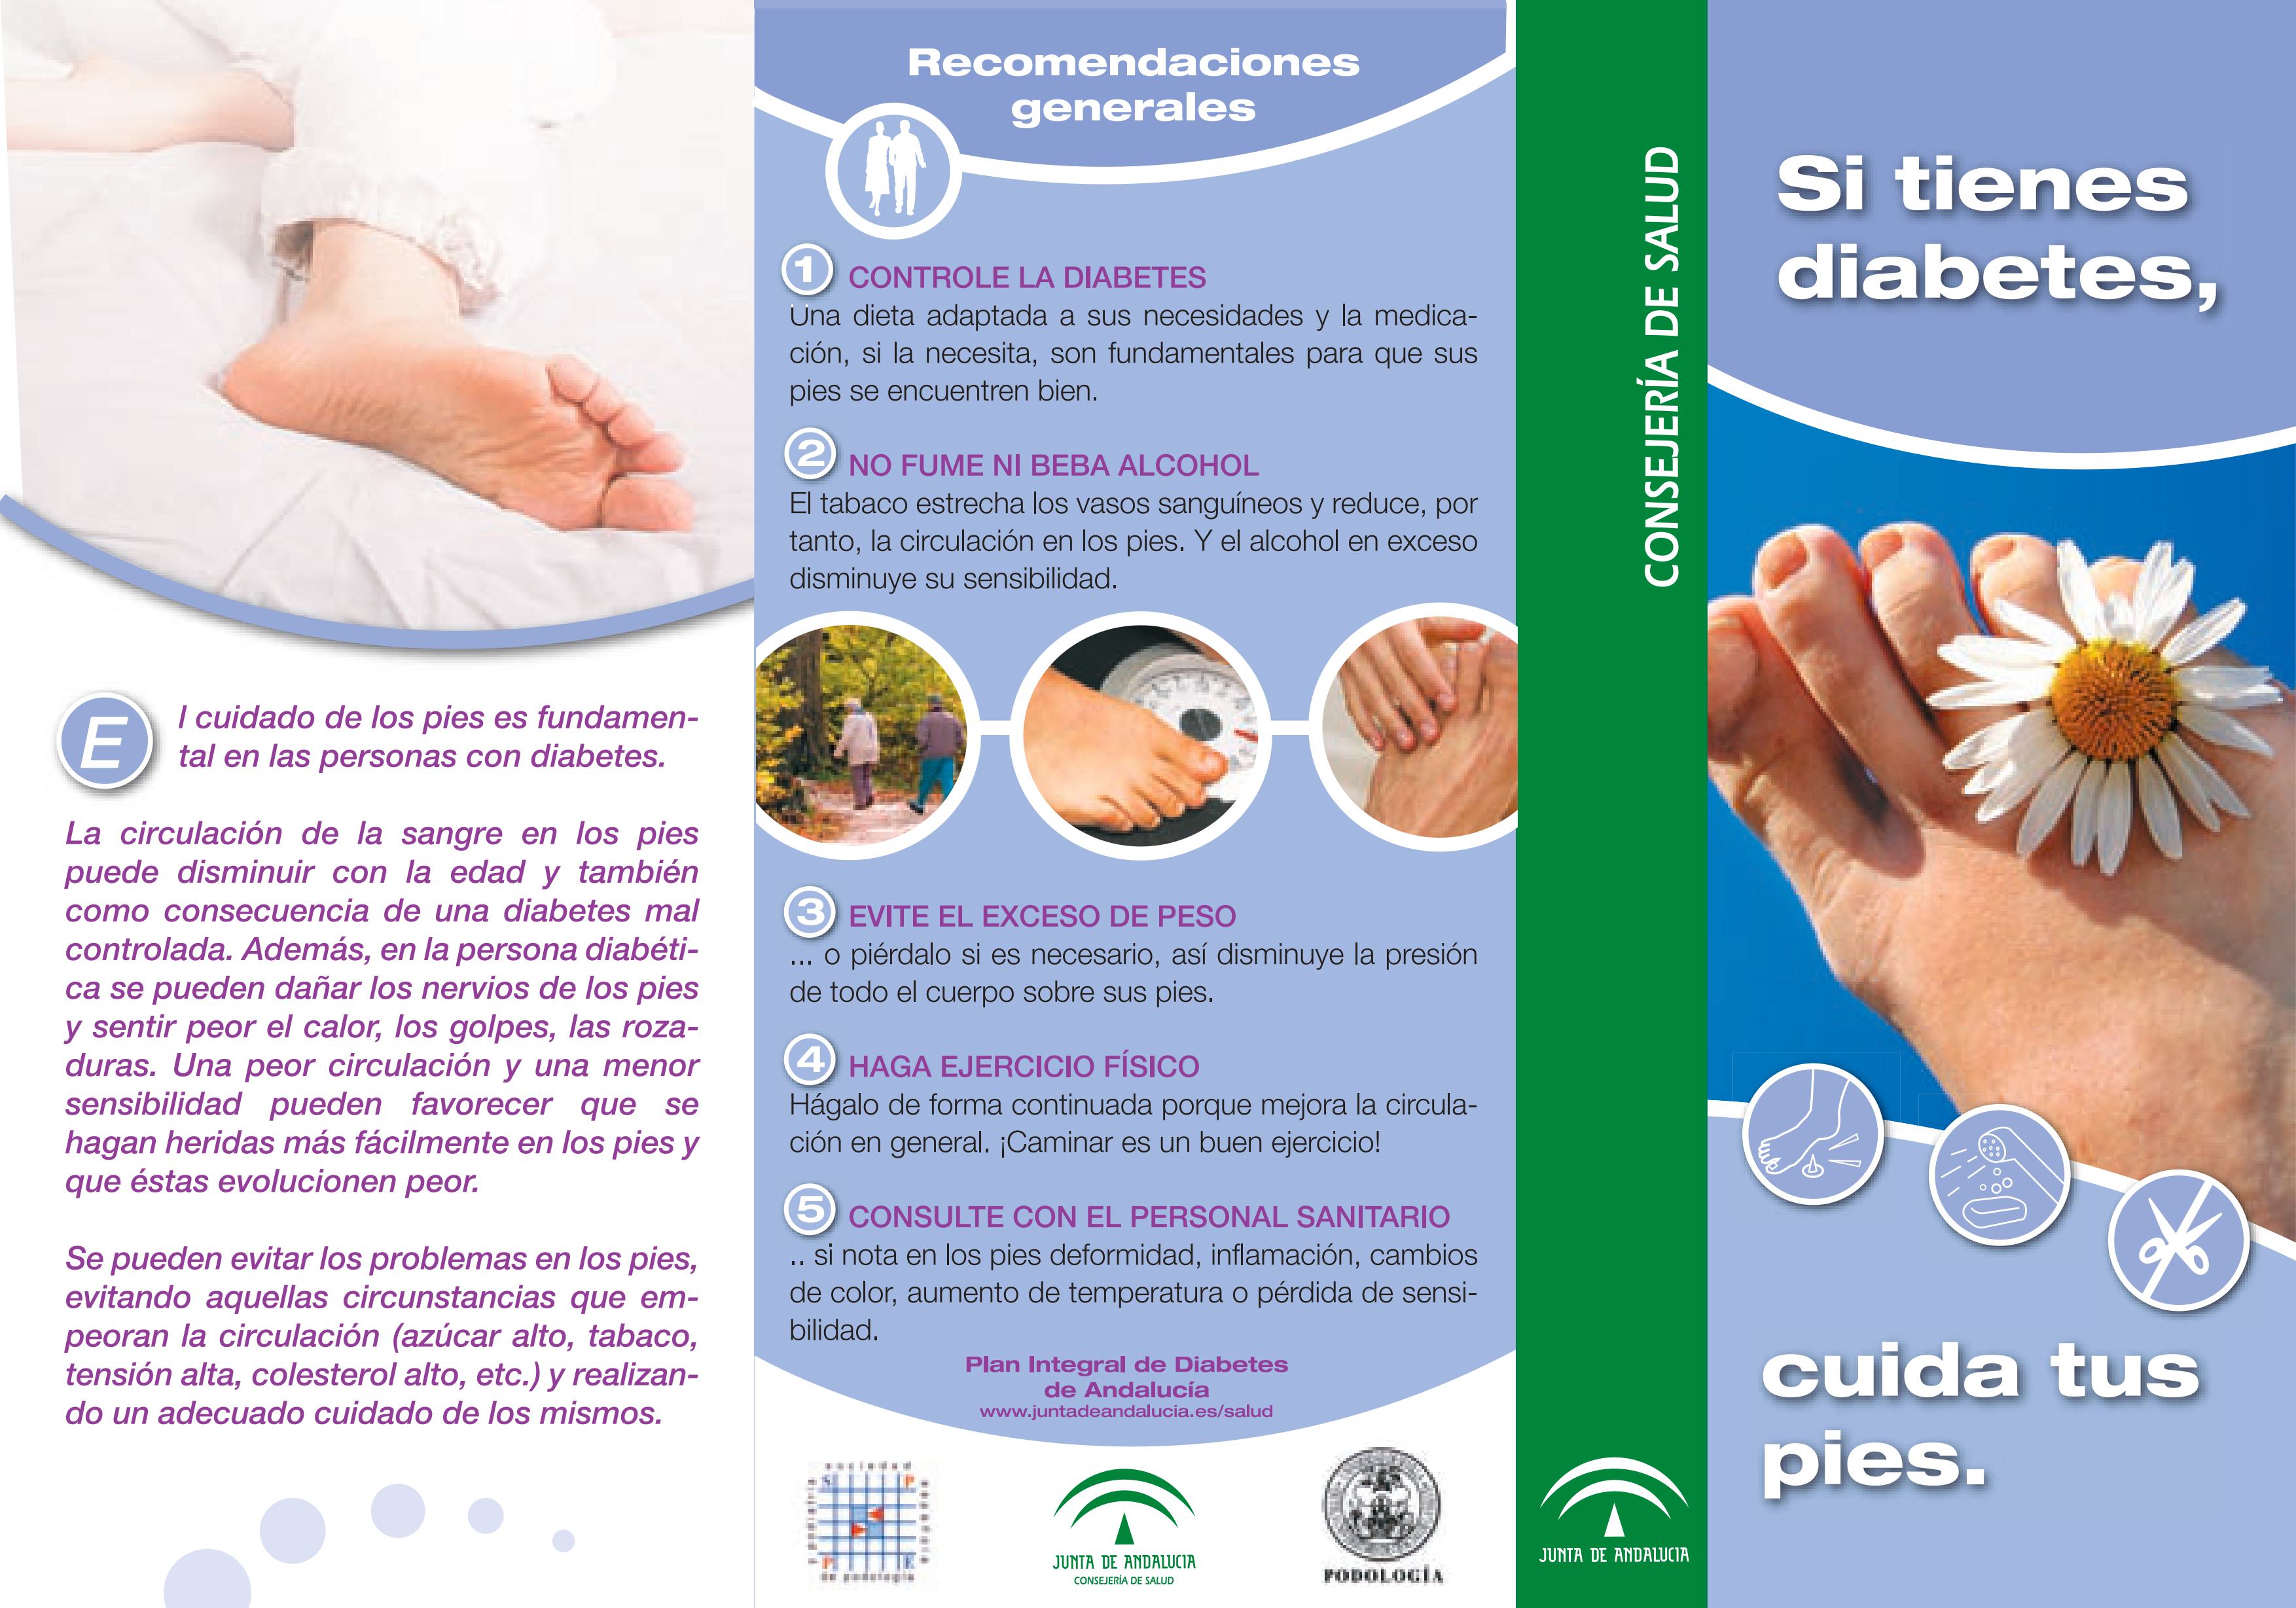 El cuidado de los pies es fundamen-
tal en las personas con diabetes.
La circulación de la sangre en los pies
puede disminuir con la edad y también
como consecuencia de una diabetes mal
controlada. Además, en la persona diabéti-
ca se pueden dañar los nervios de los pies
y sentir peor el calor, los golpes, las roza-
duras. Una peor circulación y una menor
sensibilidad pueden favorecer que se
hagan heridas más fácilmente en los pies y
que éstas evolucionen peor.
Se pueden evitar los problemas en los pies,
evitando aquellas circunstancias que em-
peoran la circulación (azúcar alto, tabaco,
tensión alta, colesterol alto, etc.) y realizan-
do un adecuado cuidado de los mismos.
Recomendaciones
generales
1 CONTROLE LA DIABETES
Una dieta adaptada a sus necesidades y la medica-
ción, si la necesita, son fundamentales para que sus
pies se encuentren bien.
2 NO FUME NI BEBA ALCOHOL
El tabaco estrecha los vasos sanguíneos y reduce, por
tanto, la circulación en los pies. Y el alcohol en exceso
disminuye su sensibilidad.
3 EVITE EL EXCESO DE PESO
... o piérdalo si es necesario, así disminuye la presión
de todo el cuerpo sobre sus pies.
4 HAGA EJERCICIO FÍSICO
Hágalo de forma continuada porque mejora la circula-
ción en general. ¡Caminar es un buen ejercicio!
5 CONSULTE CON EL PERSONAL SANITARIO
.. si nota en los pies deformidad, inflamación, cambios
de color, aumento de temperatura o pérdida de sensi-
bilidad.
Plan Integral de Diabetes
de Andalucía
www.juntadeandalucia.es/salud
sociedad
de podología
JUNTA DE ANDALUCIA
CONSEJERÍA DE SALUD
PODOLOGÍA
CONSEJERÍA DE SALUD
JUNTA DE ANDALUCIA
Si tienes
diabetes,
cuida tus
pies.